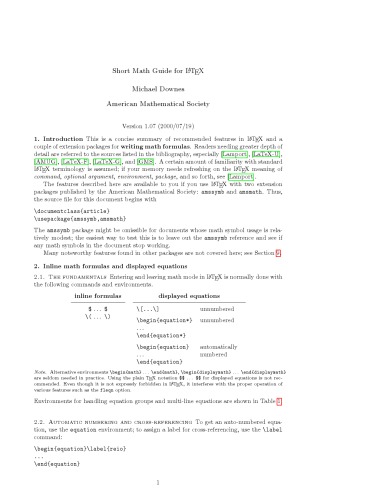 Short Math Guide for LaTeX
Michael Downes
American Mathematical Society
Version 1.07 (2000/07/19)
1. Introduction This is a concise summary of recommended features in LaTeX and a
couple of extension packages for writing math formulas. Readers needing greater depth of
detail are referred to the sources listed in the bibliography, especially [Lamport], [LaTeX-U],
[AMUG], [LaTeX-F], [LaTeX-G], and [GMS]. A certain amount of familiarity with standard
LaTeX terminology is assumed; if your memory needs refreshing on the LaTeX meaning of
command, optional argument, environment, package, and so forth, see [Lamport].
The features described here are available to you if you use LaTeX with two extension
packages published by the American Mathematical Society: amssymb and amsmath. Thus,
the source file for this document begins with
\documentclass{article}
\usepackage{amssymb,amsmath}
The amssymb package might be omissible for documents whose math symbol usage is rela-
tively modest; the easiest way to test this is to leave out the amssymb reference and see if
any math symbols in the document stop working.
Many noteworthy features found in other packages are not covered here; see Section
2. Inline math formulas and displayed equations
2.1. The fundamentals Entering and leaving math mode in LaTeX is normally done with
the following commands and environments.
inline formulas displayed equations
$ ... $ \[...\] unnumbered
\( ... \) \begin{equation*} unnumbered
...
\end{equation*}
\begin{equation} automatically
... numbered
\end{equation}
Note. Alternative environments \begin{math} ... \end{math}, \begin{displaymath} ... \end{displaymath}
are seldom needed in practice. Using the plain TeX notation $$ ... $$ for displayed equations is not rec-
ommended. Even though it is not expressly forbidden in LaTeX, it interferes with the proper operation of
various features such as the fleqn option.
Environments for handling equation groups and multi-line equations are shown in Table
2.2. Automatic numbering and cross-referencing To get an auto-numbered equa-
tion, use the equation environment; to assign a label for cross-referencing, use the \label
command:
\begin{equation}\label{reio}
...
\end{equation}
1